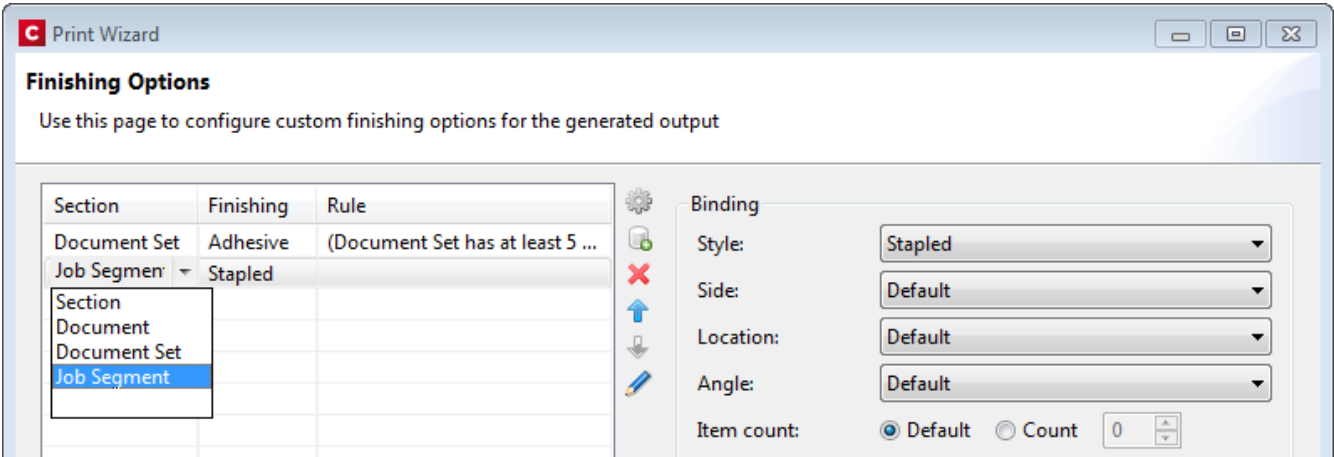 C Print Wizard
Finishing Options
Use this page to configure custom finishing options for the generated output
Section Finishing Rule
Document Set Adhesive (Document Set has at least 5 ...
Job Segmen Stapled
Section
Document
Document Set
Job Segment
Binding
Style: Stapled
Side: Default
Location: Default
Angle: Default
Item count: Default Count 0